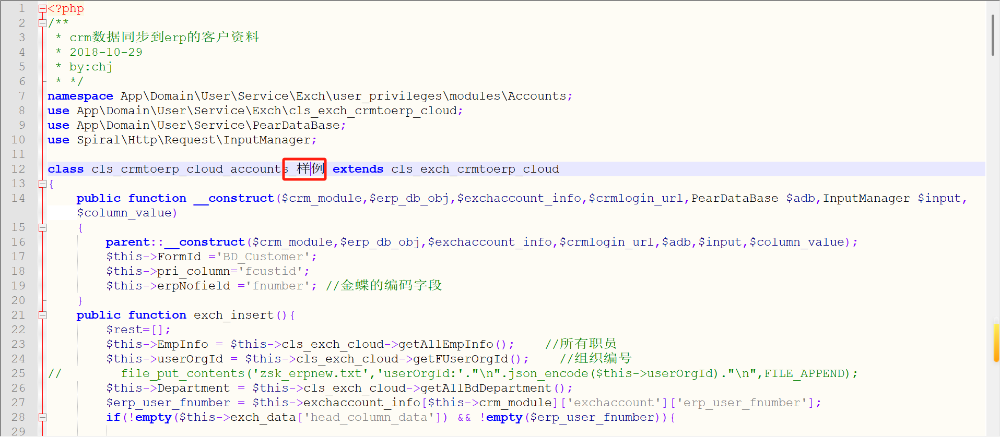 1 <?php
2 /**
3  * crm数据同步到erp的客户资料
4  * 2018-10-29
5  * by:chj
6  * */
7 namespace App\Domain\User\Service\Exch\user_privileges\modules\Accounts;
8 use App\Domain\User\Service\Exch\cls_exch_crmtoerp_cloud;
9 use App\Domain\User\Service\PearDataBase;
10 use Spiral\Http\Request\InputManager;
11
12 class cls_crmtoerp_cloud_accounts_样例 extends cls_exch_crmtoerp_cloud
13 {
14     public function __construct($crm_module,$erp_db_obj,$exchaccount_info,$crmlogin_url,PearDataBase $adb,InputManager $input,
    $column_value)
15     {
16         parent::__construct($crm_module,$erp_db_obj,$exchaccount_info,$crmlogin_url,$adb,$input,$column_value);
17         $this->FormId ='BD_Customer';
18         $this->pri_column='fcustid';
19         $this->erpNofield ='fnumber'; //金蝶的编码字段
20     }
21     public function exch_insert(){
22         $rest=[];
23         $this->EmpInfo = $this->cls_exch_cloud->getAllEmpInfo();    //所有职员
24         $this->userOrgId = $this->cls_exch_cloud->getFUserOrgId();    //组织编号
25 //        file_put_contents('zsk_erpnew.txt','userOrgId:'."\n".json_encode($this->userOrgId)."\n",FILE_APPEND);
26         $this->Department = $this->cls_exch_cloud->getAllBdDepartment();
27         $erp_user_fnumber = $this->exchaccount_info[$this->crm_module]['exchaccount']['erp_user_fnumber'];
28         if(!empty($this->exch_data['head_column_data']) && !empty($erp_user_fnumber)){
29